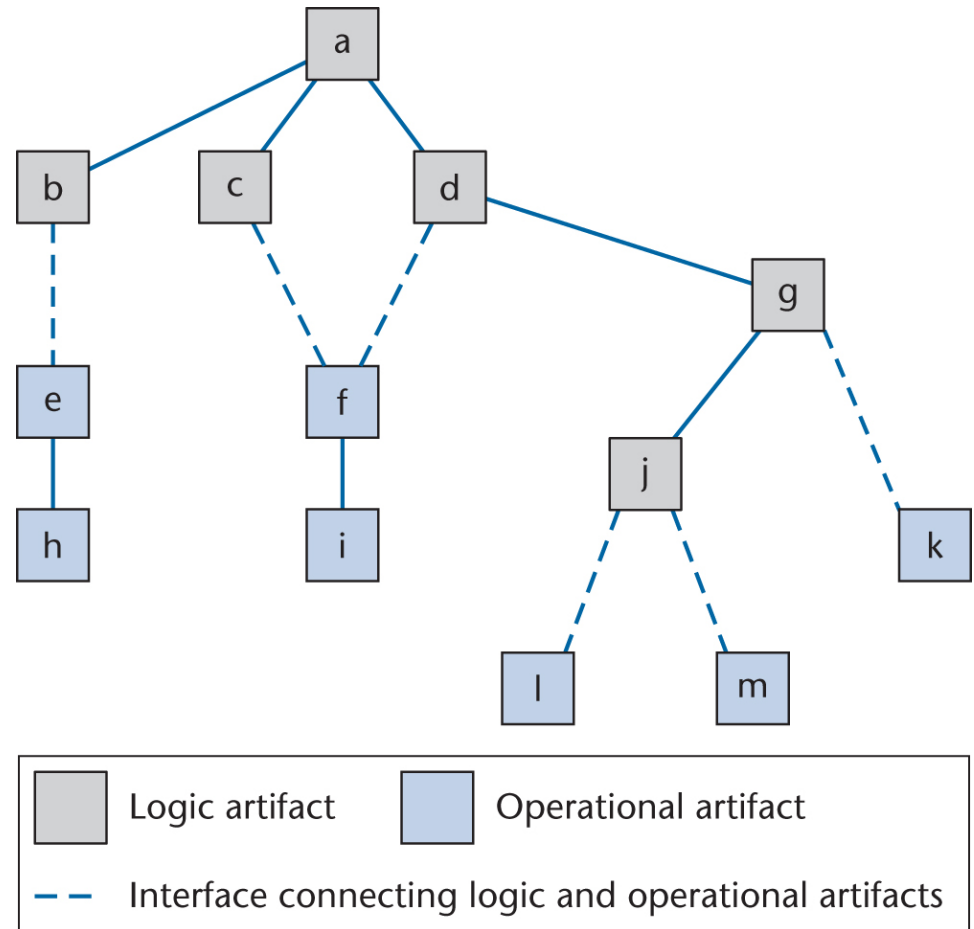 a
b
c
d
g
e
f
j
h
i
k
l
m
Logic artifact
Operational artifact
Interface connecting logic and operational artifacts